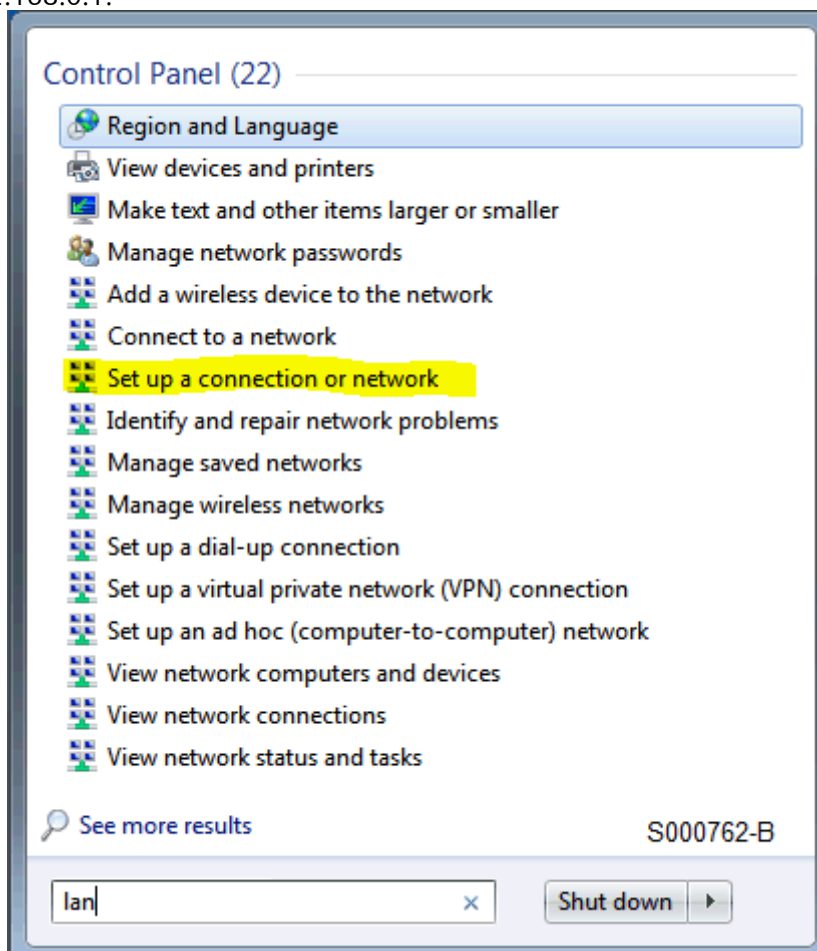 .168.0.1.
Control Panel (22)
Region and Language
View devices and printers
Make text and other items larger or smaller
Manage network passwords
Add a wireless device to the network
Connect to a network
Set up a connection or network
Identify and repair network problems
Manage saved networks
Manage wireless networks
Set up a dial-up connection
Set up a virtual private network (VPN) connection
Set up an ad hoc (computer-to-computer) network
View network computers and devices
View network connections
View network status and tasks
See more results
S000762-B
lan
Shut down